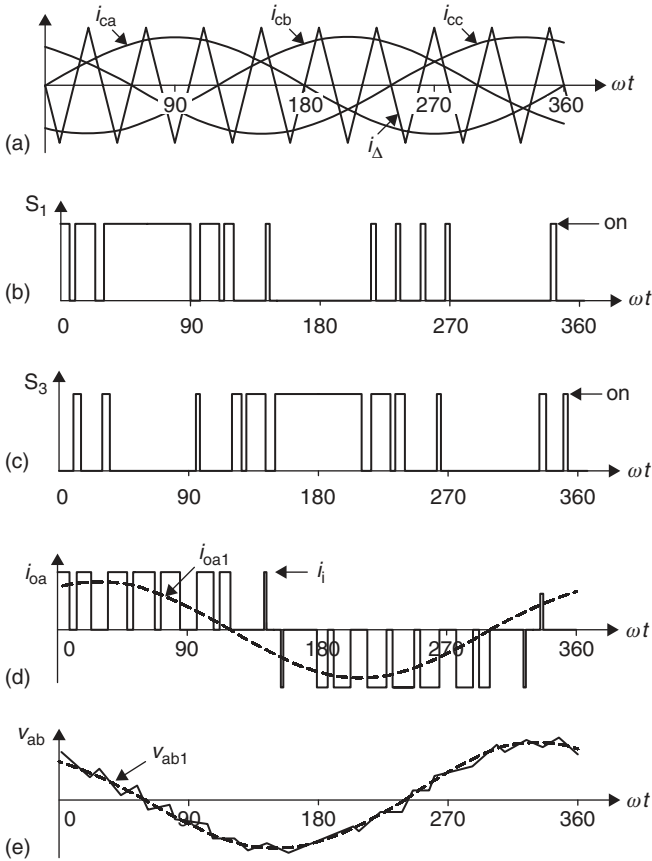 i_ca i_cb i_cc
90 180 270 360 ωt
i_Δ
(a)
S_1 on
(b)
0 90 180 270 360 ωt
S_3 on
(c)
0 90 180 270 360 ωt
i_oa i_oa1 i_i
0 90 180 270 360 ωt
(d)
v_ab v_ab1
0 90 180 270 360 ωt
(e)